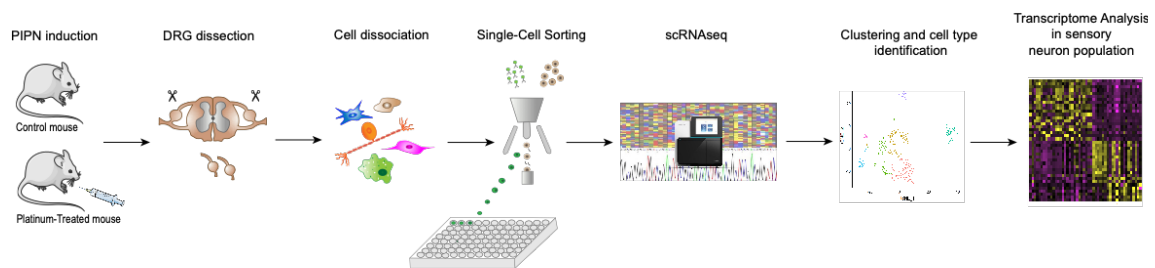 PIPN induction
DRG dissection
Cell dissociation
Single-Cell Sorting
scRNAseq
Clustering and cell type
identification
Transcriptome Analysis
in sensory
neuron population
Control mouse
Platinum-Treated mouse